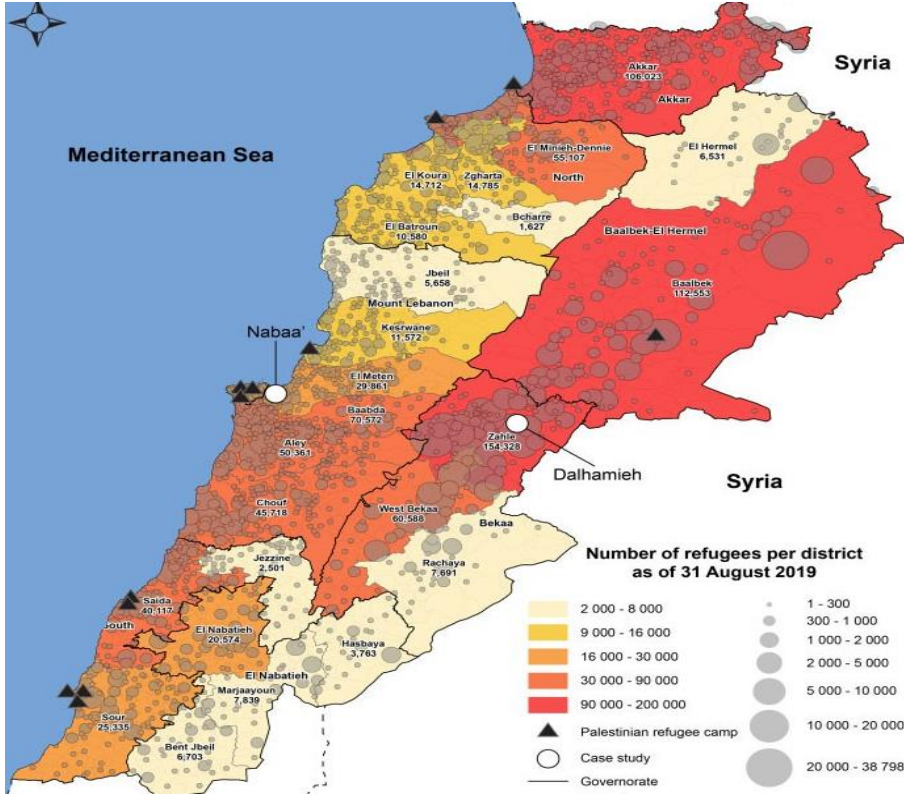 Syria
Akkar
106,023
Akkar
Mediterranean Sea
El Hermel
6,531
El Minieh-Dennie
55,107
North
El Koura
14,712
Zgharta
14,785
Bcharre
1,627
El Batroun
10,580
Baalbek-El Hermel
Jbeil
5,658
Baalbek
112,553
Mount Lebanon
Kesrwane
11,572
Nabaa'
El Meten
29,861
Baabda
70,572
Zahle
154,328
Aley
50,361
Dalhamieh
Syria
Chouf
45,718
West Bekaa
60,588
Bekaa
Jezzine
2,501
Rachaya
7,691
Saida
40,117
South
El Nabatieh
20,574
Hasbaya
3,763
El Nabatieh
Marjaayoun
7,839
Sour
25,335
Bent Jbeil
6,703
Number of refugees per district
as of 31 August 2019
2 000 - 8 000
9 000 - 16 000
16 000 - 30 000
30 000 - 90 000
90 000 - 200 000
Palestinian refugee camp
Case study
Governorate
1 - 300
300 - 1 000
1 000 - 2 000
2 000 - 5 000
5 000 - 10 000
10 000 - 20 000
20 000 - 38 798